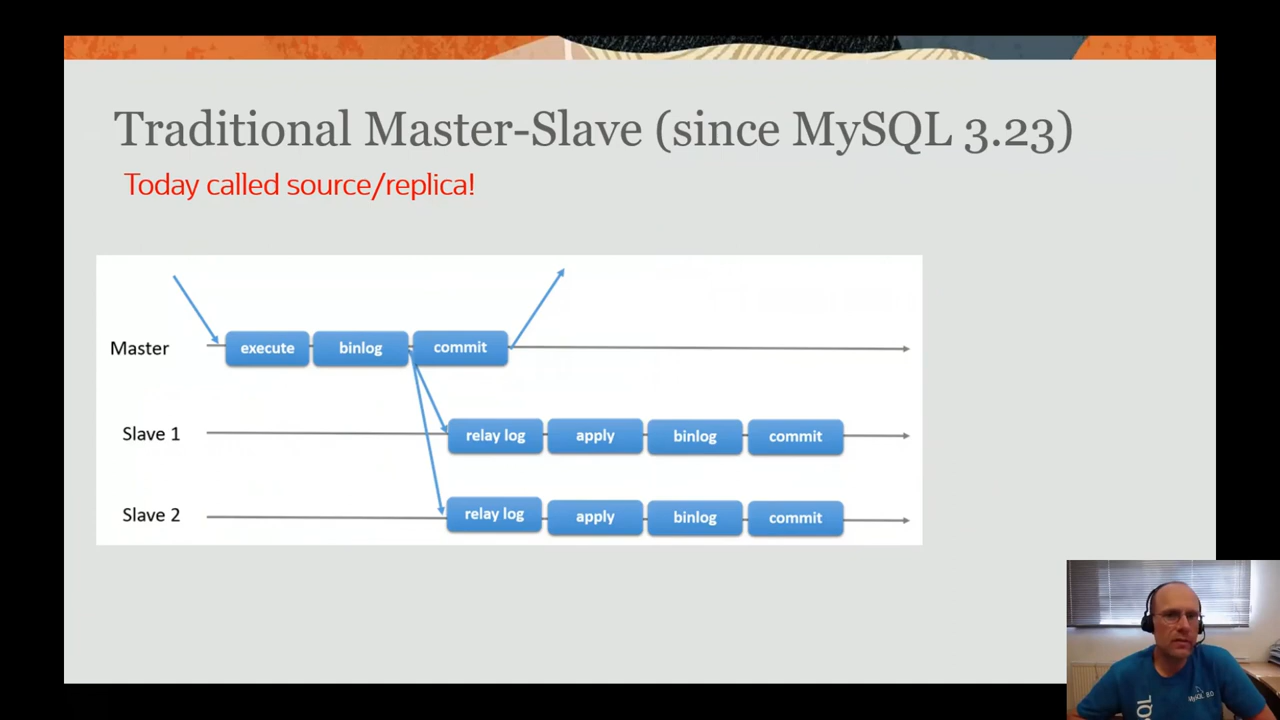 Traditional Master-Slave (since MySQL 3.23)
Today called source/replica!
Master
execute
binlog
commit
Slave 1
relay log
apply
binlog
commit
Slave 2
relay log
apply
binlog
commit